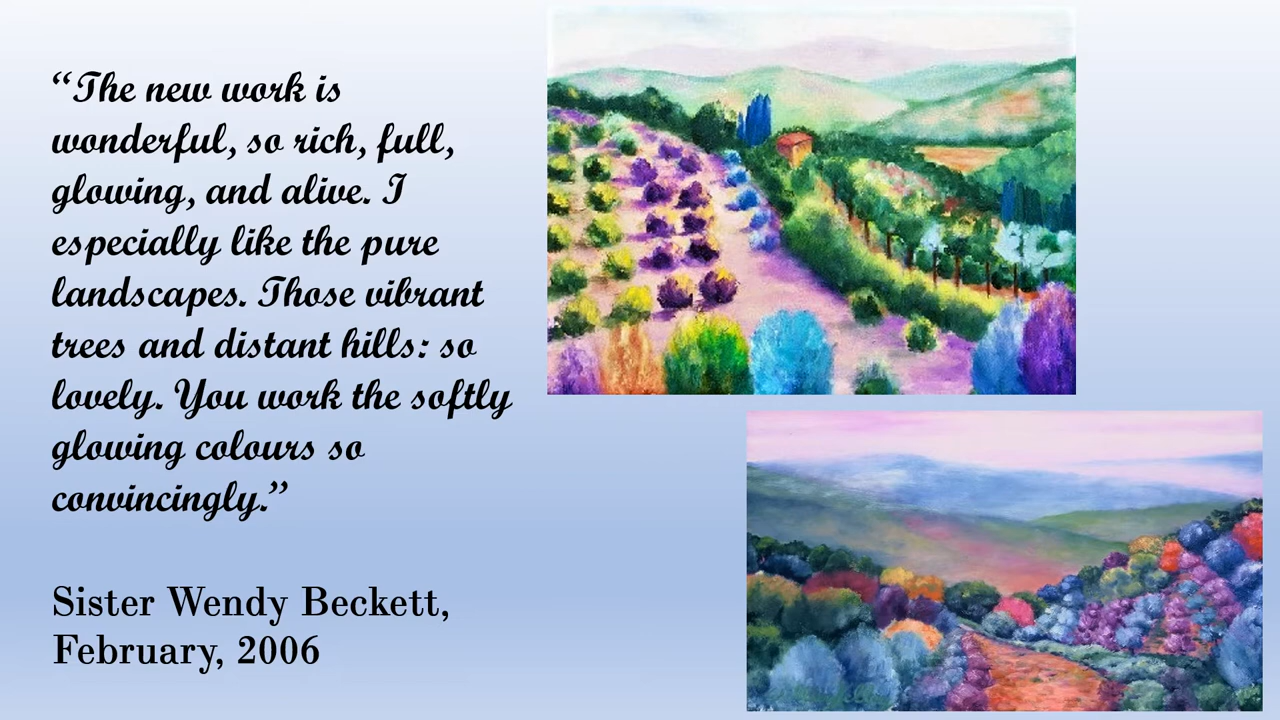 “The new work is
wonderful, so rich, full,
glowing, and alive. I
especially like the pure
landscapes. Those vibrant
trees and distant hills: so
lovely. You work the softly
glowing colours so
convincingly.”
Sister Wendy Beckett,
February, 2006